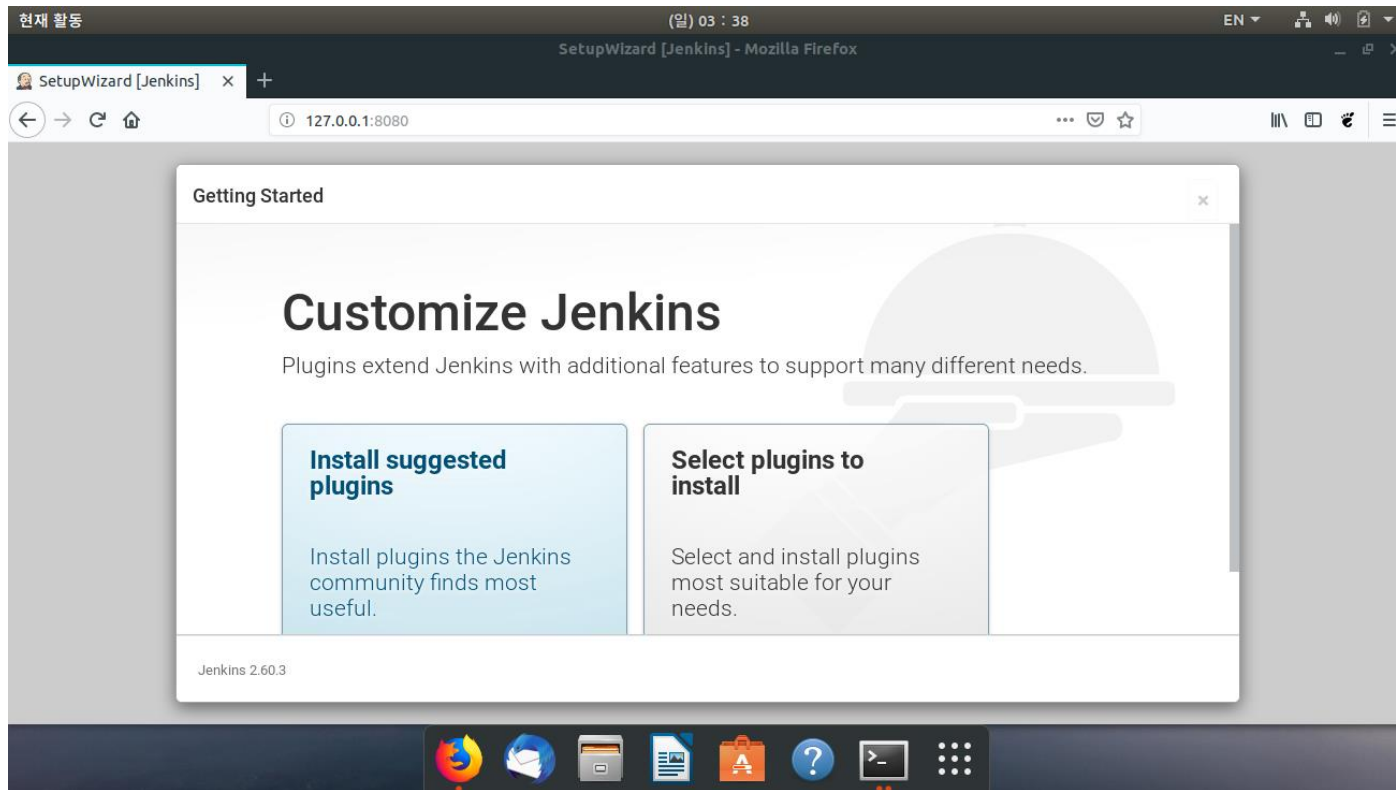 현재 활동 (일) 03 : 38 EN
SetupWizard [Jenkins] - Mozilla Firefox
SetupWizard [Jenkins]
127.0.0.1:8080
Getting Started
Customize Jenkins
Plugins extend Jenkins with additional features to support many different needs.
Install suggested
plugins
Install plugins the Jenkins
community finds most
useful.
Select plugins to
install
Select and install plugins
most suitable for your
needs.
Jenkins 2.60.3